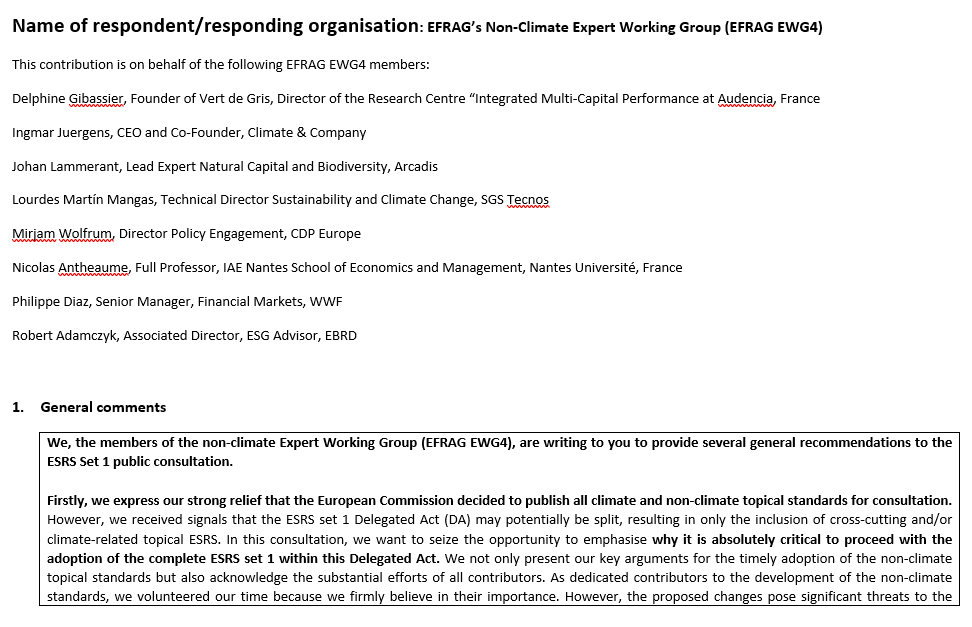 Name of respondent/responding organisation: EFRAG's Non-Climate Expert Working Group (EFRAG EWG4)
This contribution is on behalf of the following EFRAG EWG4 members:
Delphine Gibassier, Founder of Vert de Gris, Director of the Research Centre "Integrated Multi-Capital Performance at Audencia, France
Ingmar Juergens, CEO and Co-Founder, Climate & Company
Johan Lammerant, Lead Expert Natural Capital and Biodiversity, Arcadis
Lourdes Martín Mangas, Technical Director Sustainability and Climate Change, SGS Tecnos
Mirjam Wolfrum, Director Policy Engagement, CDP Europe
Nicolas Antheaume, Full Professor, IAE Nantes School of Economics and Management, Nantes Université, France
Philippe Diaz, Senior Manager, Financial Markets, WWF
Robert Adamczyk, Associated Director, ESG Advisor, EBRD
1. General comments
We, the members of the non-climate Expert Working Group (EFRAG EWG4), are writing to you to provide several general recommendations to the
ESRS Set 1 public consultation.
Firstly, we express our strong relief that the European Commission decided to publish all climate and non-climate topical standards for consultation.
However, we received signals that the ESRS set 1 Delegated Act (DA) may potentially be split, resulting in only the inclusion of cross-cutting and/or
climate-related topical ESRS. In this consultation, we want to seize the opportunity to emphasise why it is absolutely critical to proceed with the
adoption of the complete ESRS set 1 within this Delegated Act. We not only present our key arguments for the timely adoption of the non-climate
topical standards but also acknowledge the substantial efforts of all contributors. As dedicated contributors to the development of the non-climate
standards, we volunteered our time because we firmly believe in their importance. However, the proposed changes pose significant threats to the